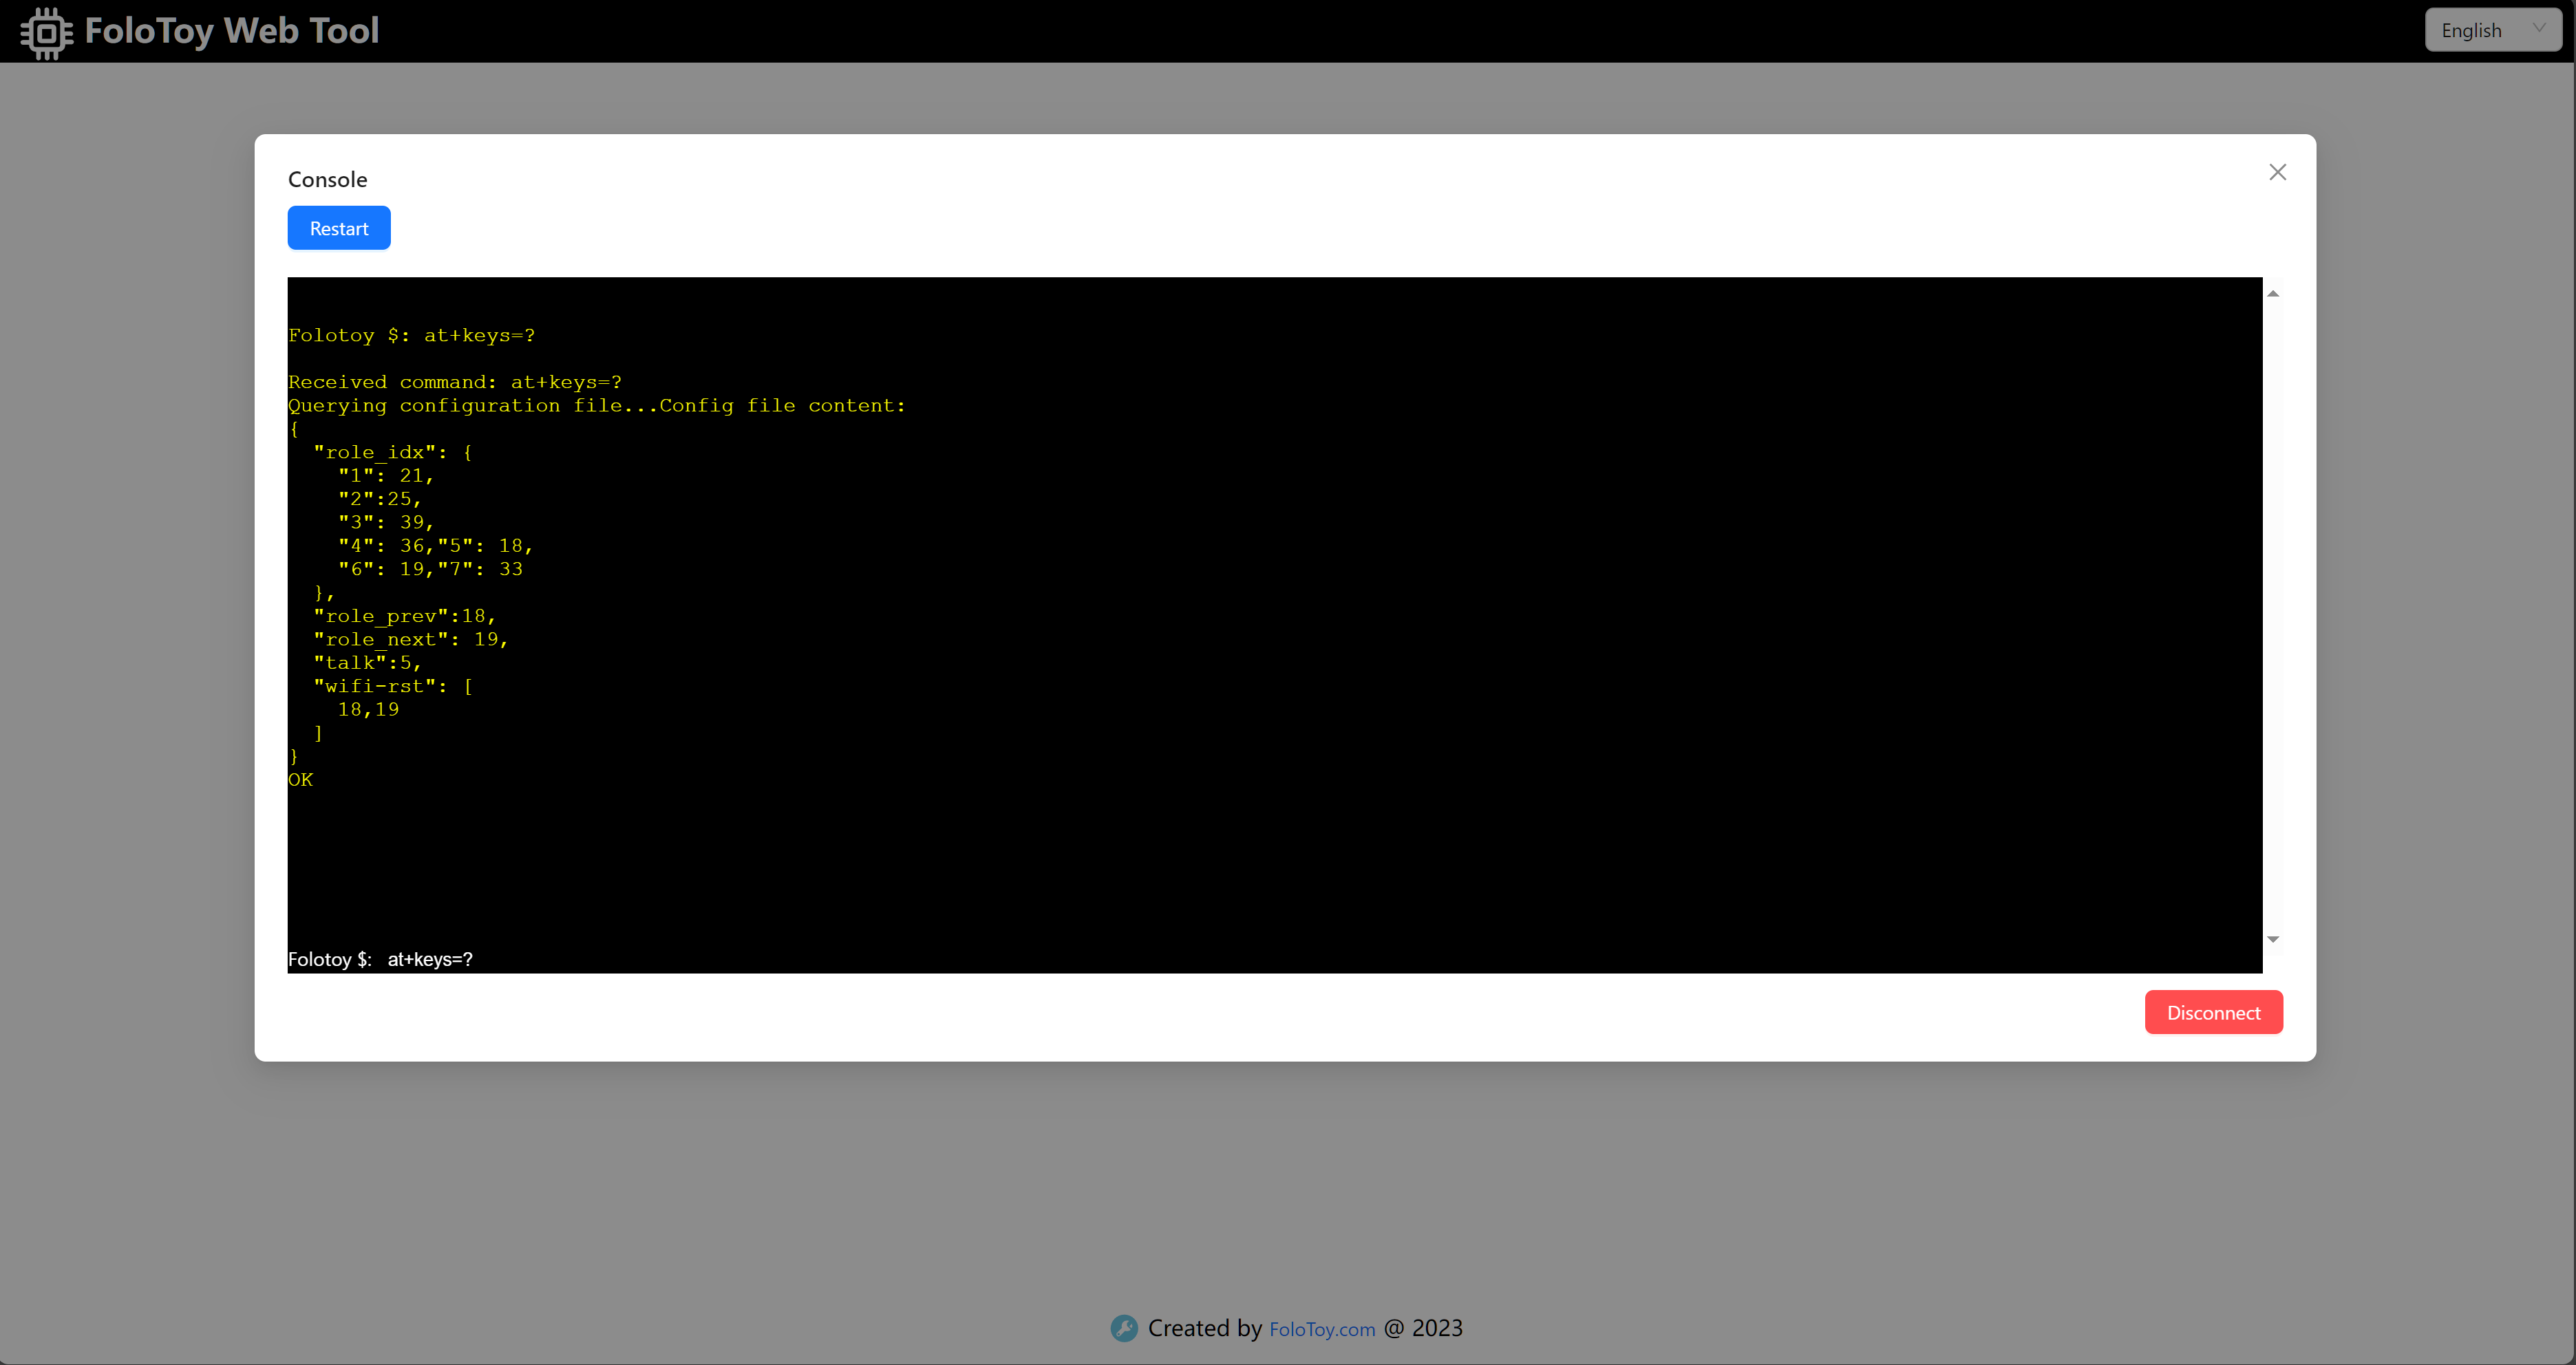 FoloToy Web Tool
English
Console
Restart
Folotoy $: at+keys=?
Received command: at+keys=?
Querying configuration file...Config file content:
{
  "role_idx": {
    "1": 21,
    "2":25,
    "3": 39,
    "4": 36,"5": 18,
    "6": 19,"7": 33
  },
  "role_prev":18,
  "role_next": 19,
  "talk":5,
  "wifi-rst": [
    18,19
  ]
}
OK
Folotoy $: at+keys=?
Disconnect
Created by FoloToy.com @ 2023